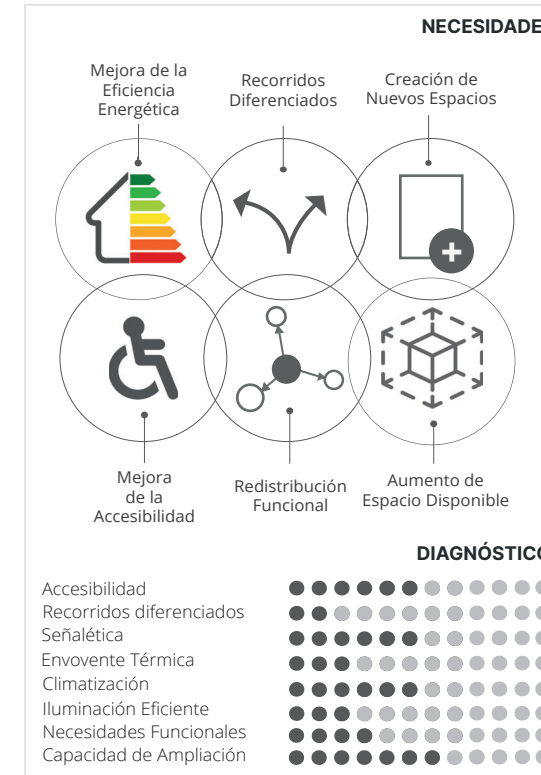 NECESIDADE
Mejora de la
Eficiencia
Energética
Recorridos
Diferenciados
Creación de
Nuevos Espacios
Mejora
de la
Accesibilidad
Redistribución
Funcional
Aumento de
Espacio Disponible
DIAGNÓSTICO
Accesibilidad
Recorridos diferenciados
Señalética
Envovente Térmica
Climatización
Iluminación Eficiente
Necesidades Funcionales
Capacidad de Ampliación